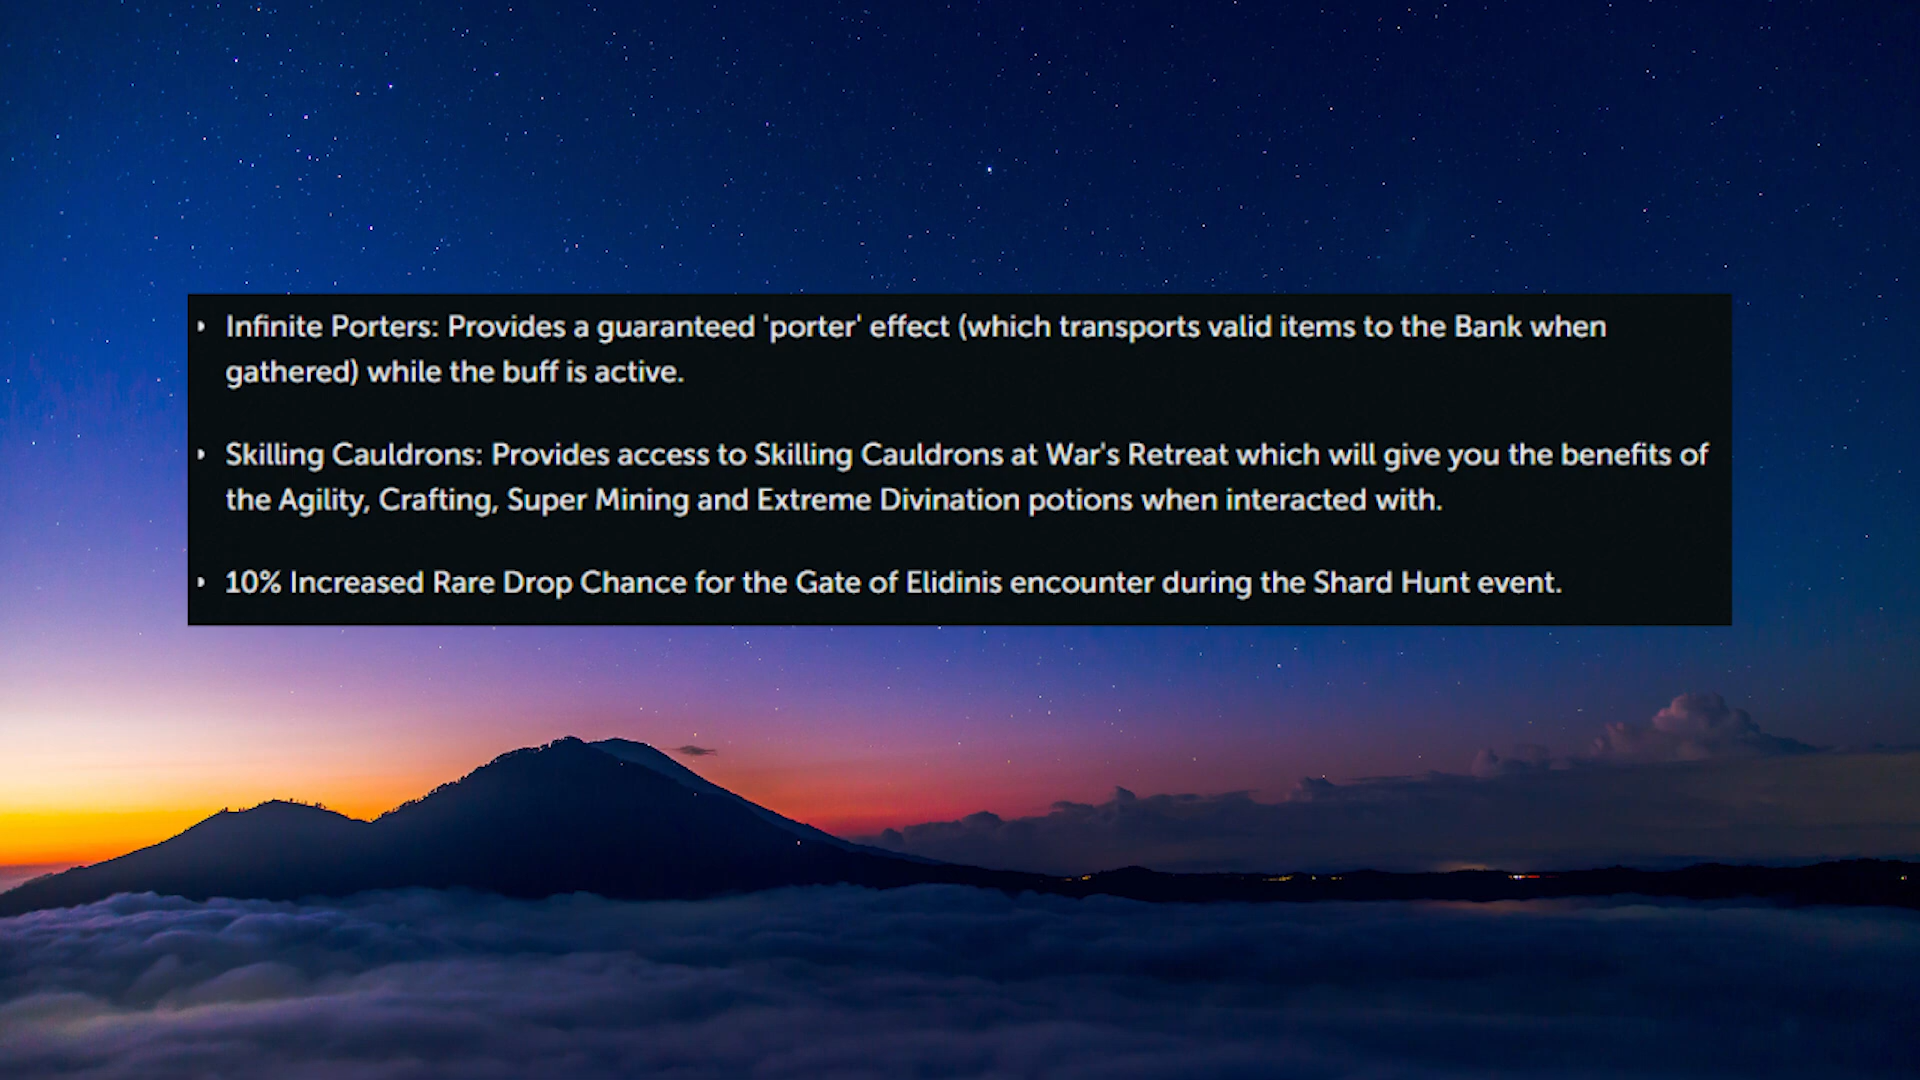 Infinite Porters: Provides a guaranteed 'porter' effect (which transports valid items to the Bank when
gathered) while the buff is active.
Skilling Cauldrons: Provides access to Skilling Cauldrons at War's Retreat which will give you the benefits of
the Agility, Crafting, Super Mining and Extreme Divination potions when interacted with.
10% Increased Rare Drop Chance for the Gate of Elidinis encounter during the Shard Hunt event.